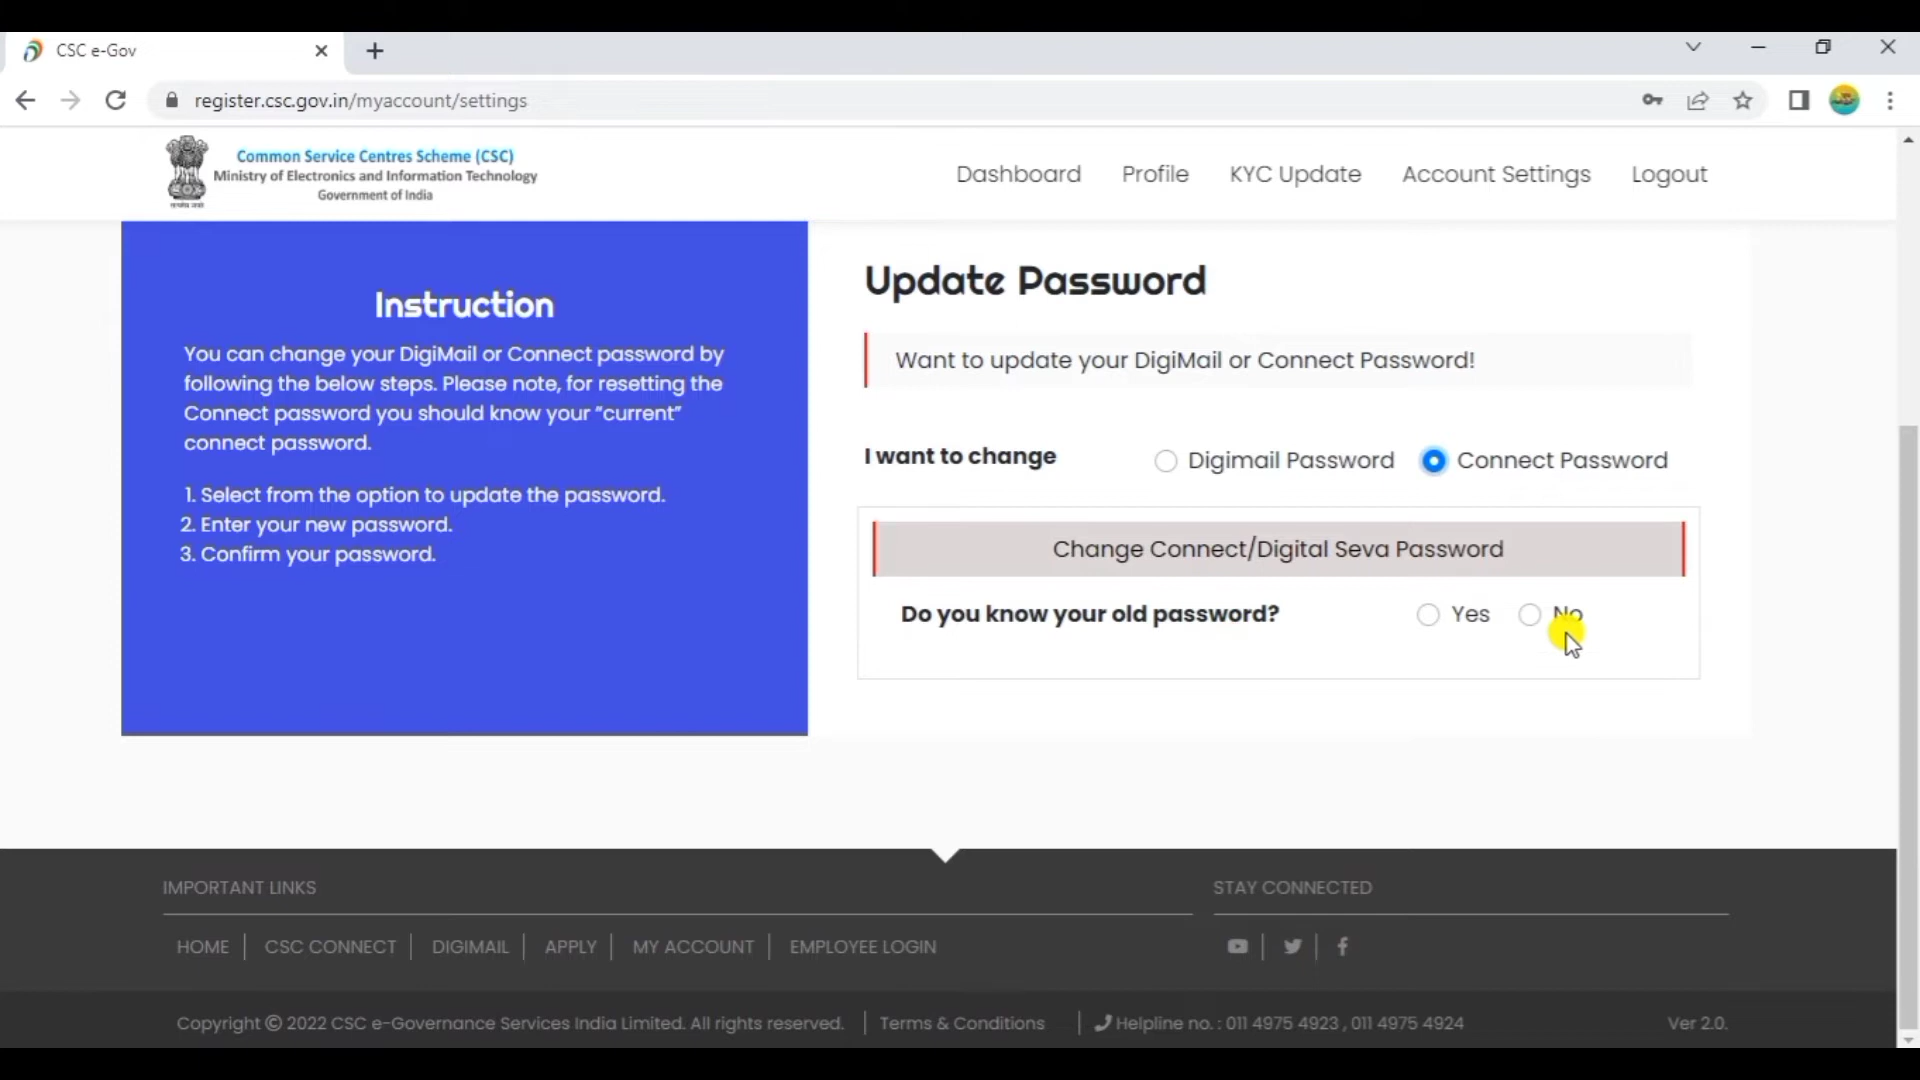 CSC e-Gov
register.csc.gov.in/myaccount/settings
Common Service Centres Scheme (CSC)
Ministry of Electronics and Information Technology
Government of India
Dashboard
Profile
KYC Update
Account Settings
Logout
Instruction
You can change your DigiMail or Connect password by
following the below steps. Please note, for resetting the
Connect password you should know your “current”
connect password.
1. Select from the option to update the password.
2. Enter your new password.
3. Confirm your password.
Update Password
Want to update your DigiMail or Connect Password!
I want to change
Digimail Password
Connect Password
Change Connect/Digital Seva Password
Do you know your old password?
Yes
No
IMPORTANT LINKS
HOME
CSC CONNECT
DIGIMAIL
APPLY
MY ACCOUNT
EMPLOYEE LOGIN
STAY CONNECTED
Copyright © 2022 CSC e-Governance Services India Limited. All rights reserved.
Terms & Conditions
Helpline no. : 011 4975 4923 , 011 4975 4924
Ver 2.0.